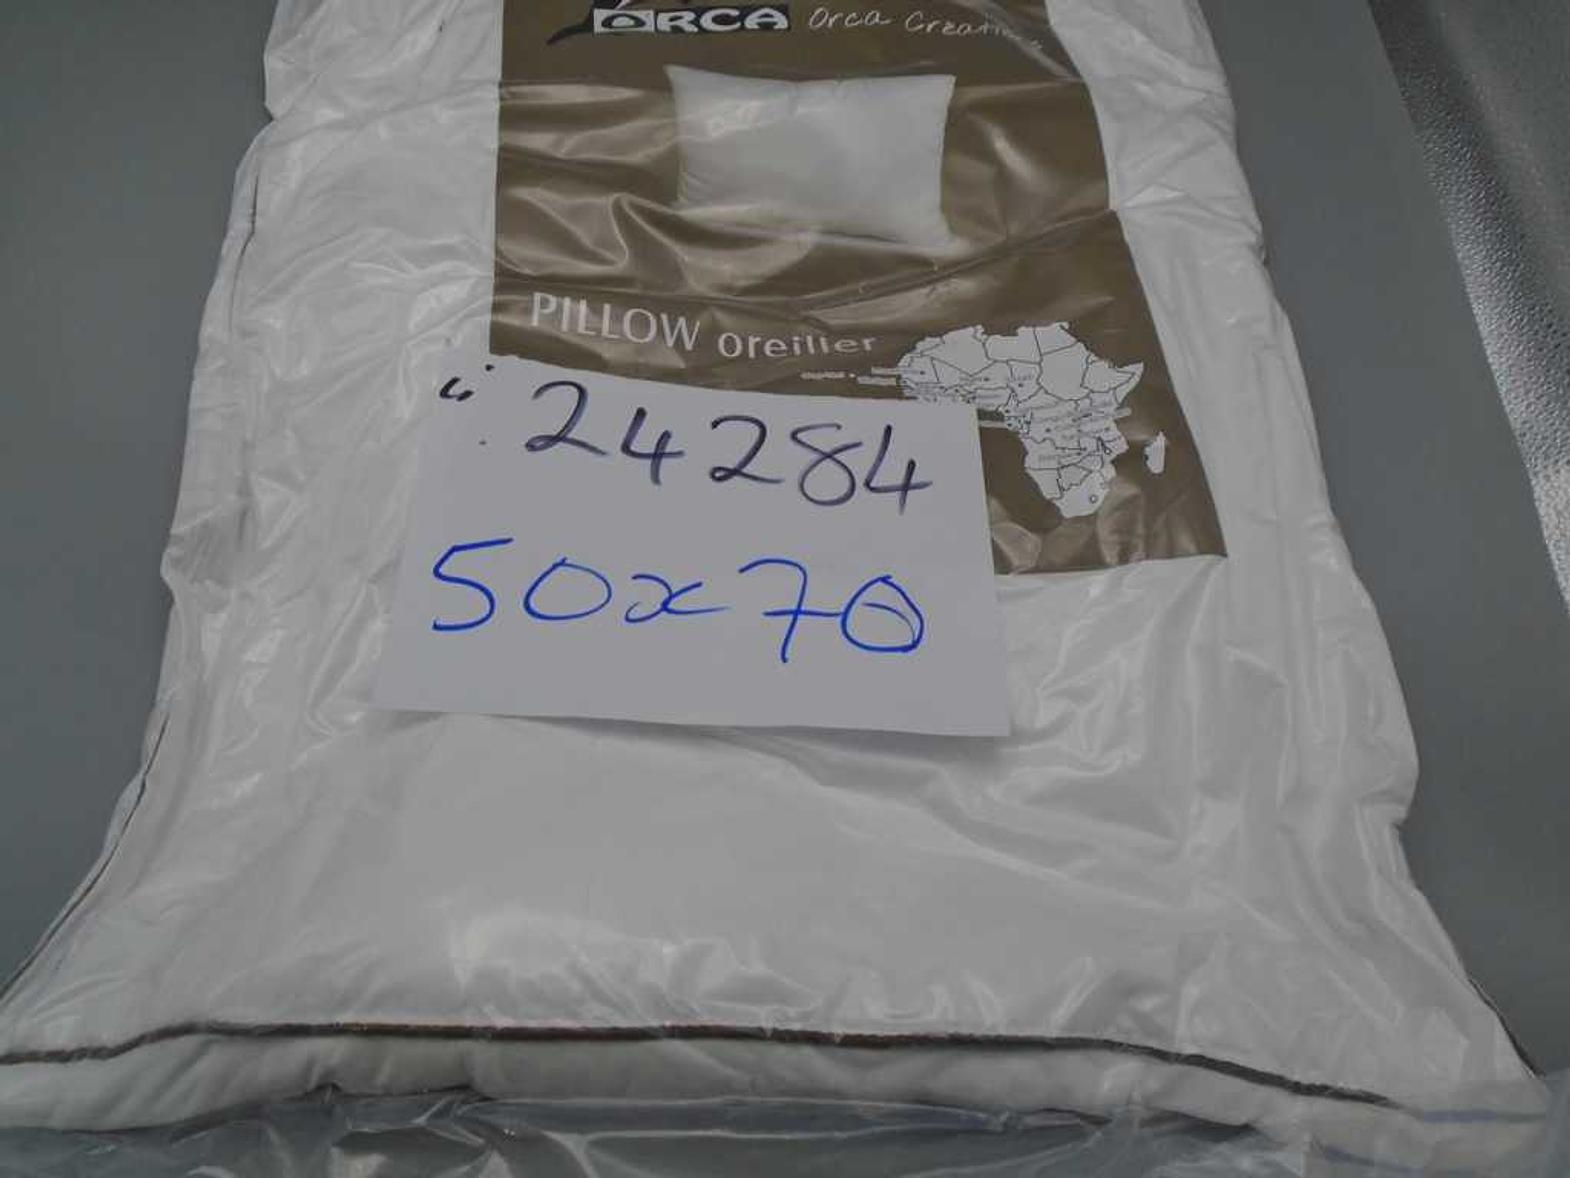 ORCA Orca Creations
PILLOW oreiller
24284
50x70